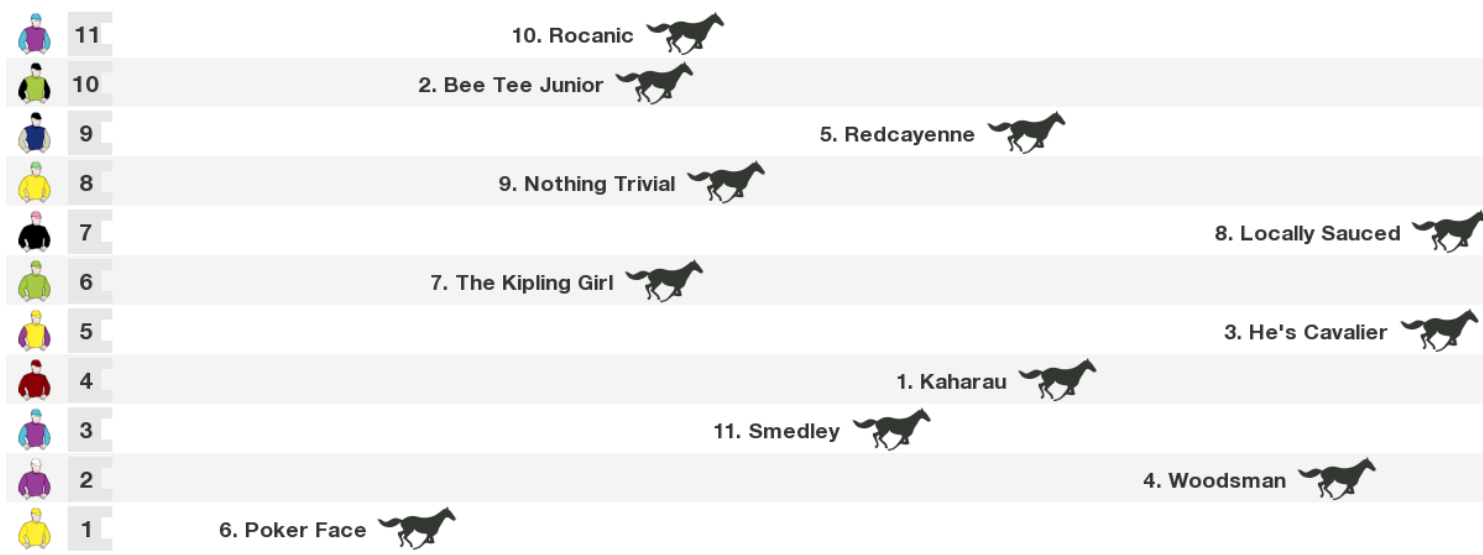 11 10. Rocanic
10 2. Bee Tee Junior
9 5. Redcayenne
8 9. Nothing Trivial
7 8. Locally Sauced
6 7. The Kipling Girl
5 3. He's Cavalier
4 1. Kaharau
3 11. Smedley
2 4. Woodsman
1 6. Poker Face